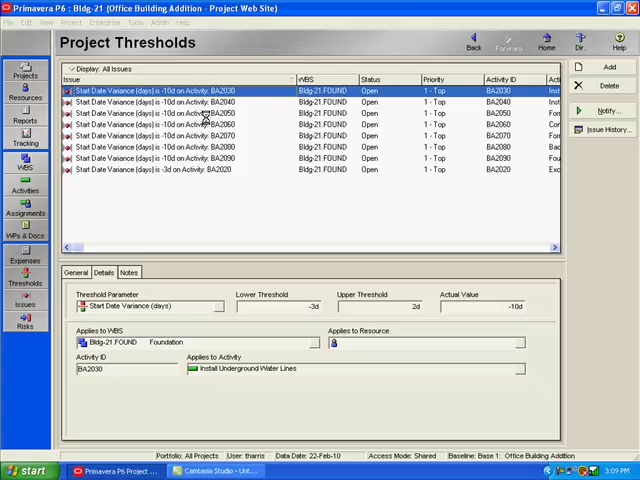 Primavera P6 : Bldg-21 (Office Building Addition - Project Web Site)
File Edit View Enterprise Tools Admin Help
Project Thresholds
Back Forward Home Dir. Help
Display: All Issues
Issue WBS Status Priority Activity ID Acti
Start Date Variance (days) is -10d on Activity: BA2030 Bldg-21.FOUND Open 1 - Top BA2030 Inst
Start Date Variance (days) is -10d on Activity: BA2040 Bldg-21.FOUND Open 1 - Top BA2040 Inst
Start Date Variance (days) is -10d on Activity: BA2050 Bldg-21.FOUND Open 1 - Top BA2050 For
Start Date Variance (days) is -10d on Activity: BA2060 Bldg-21.FOUND Open 1 - Top BA2060 Con
Start Date Variance (days) is -10d on Activity: BA2070 Bldg-21.FOUND Open 1 - Top BA2070 For
Start Date Variance (days) is -10d on Activity: BA2080 Bldg-21.FOUND Open 1 - Top BA2080 Bac
Start Date Variance (days) is -10d on Activity: BA2090 Bldg-21.FOUND Open 1 - Top BA2090 Fou
Start Date Variance (days) is -3d on Activity: BA2020 Bldg-21.FOUND Open 1 - Top BA2020 Exc
Projects
Resources
Reports
Tracking
WBS
Activities
Assignments
WPs & Docs
Expenses
Thresholds
Issues
Risks
Add
Delete
Notify...
Issue History...
General Details Notes
Threshold Parameter Lower Threshold Upper Threshold Actual Value
Start Date Variance (days) -3d 2d -10d
Applies to WBS Applies to Resource
Bldg-21.FOUND Foundation
Activity ID Applies to Activity
BA2030 Install Underground Water Lines
Portfolio: All Projects User: tharris Data Date: 22-Feb-10 Access Mode: Shared Baseline: Base 1: Office Building Addition
start Primavera P6 : Project ... Camtasia Studio - Unt... 3:09 PM